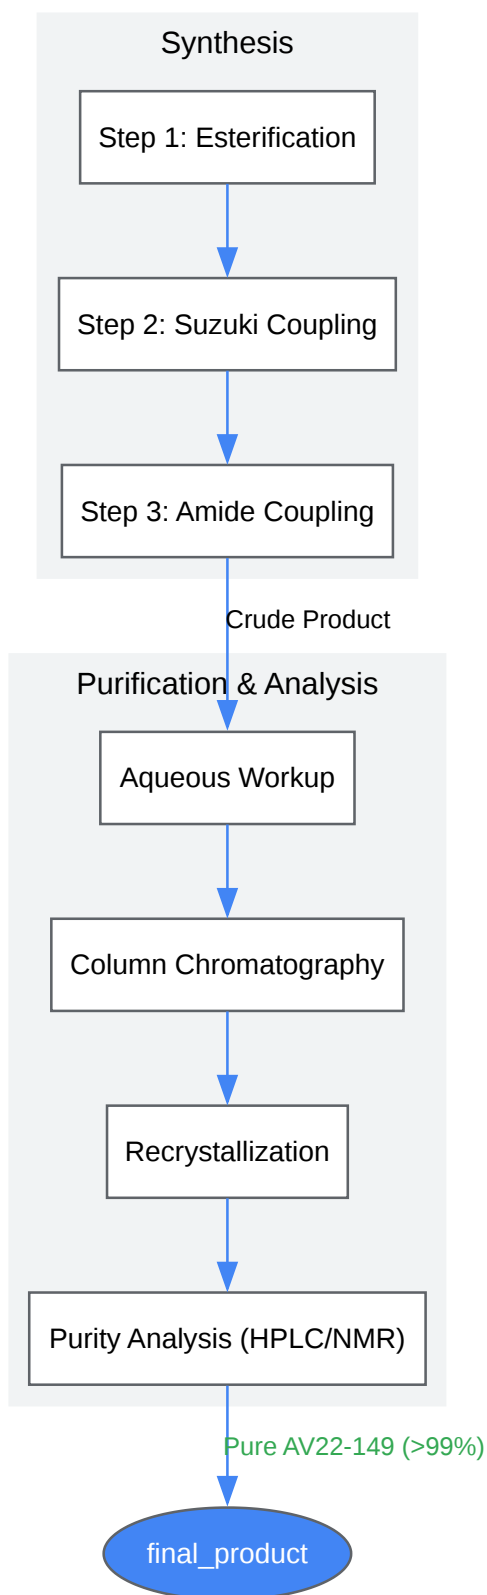 Synthesis
Step 1: Esterification
Step 2: Suzuki Coupling
Step 3: Amide Coupling
Crude Product
Purification & Analysis
Aqueous Workup
Column Chromatography
Recrystallization
Purity Analysis (HPLC/NMR)
Pure AV22-149 (>99%)
final_product